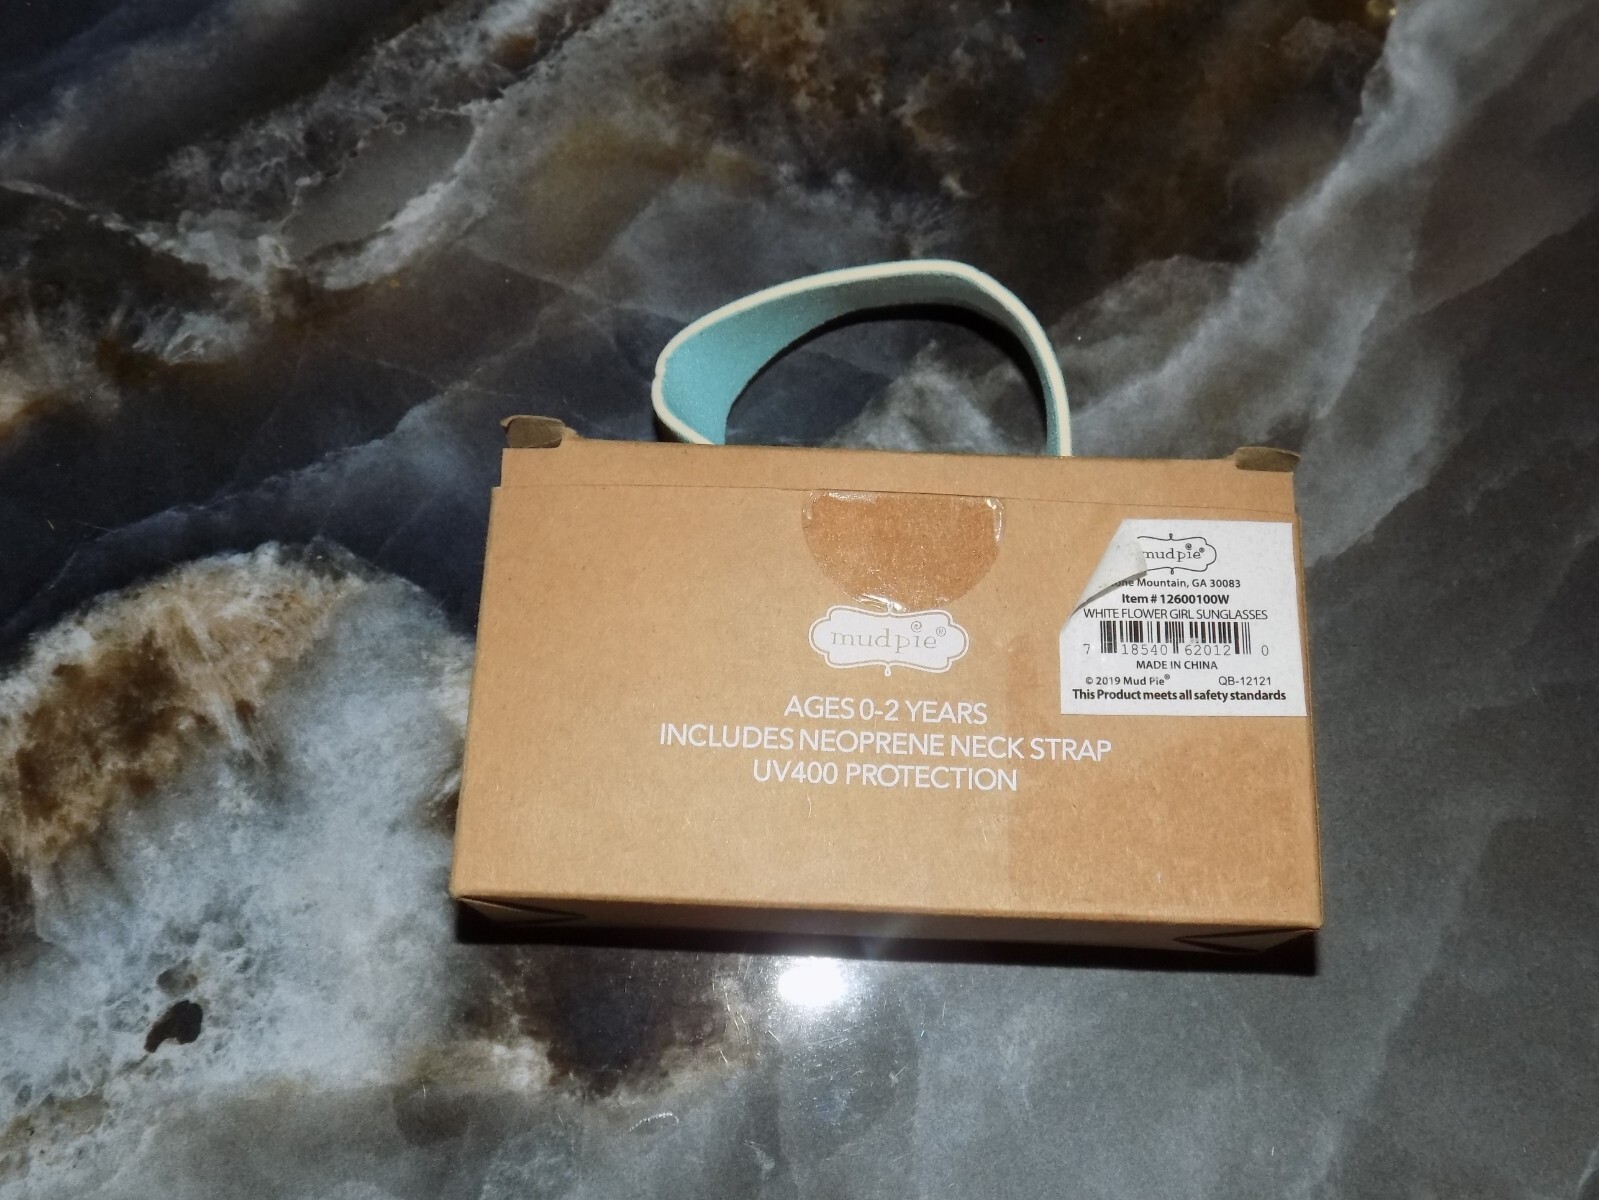 mudpie®
AGES 0-2 YEARS
INCLUDES NEOPRENE NECK STRAP
UV400 PROTECTION
mudpie®
Mountain, GA 30083
Item # 12600100W
WHITE FLOWER GIRL SUNGLASSES
7 18540 62012 0
MADE IN CHINA
© 2019 Mud Pie® QB-12121
This Product meets all safety standards